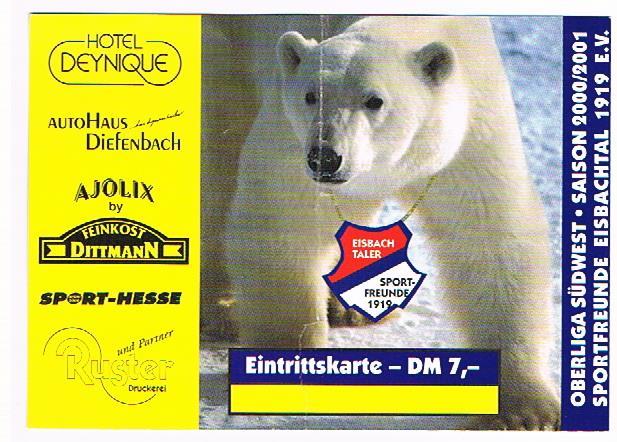 HOTEL
DEYNIQUE
AUTOHAUS
DIEFENBACH
AJOLIX
by
FEINKOST
DITTMANN
SPORT-HESSE
und Partner
Ruster
Druckerei
EISBACH
TALER
SPORT-
FREUNDE
1919
Eintrittskarte – DM 7,–
OBERLIGA SÜDWEST • SAISON 2000/2001
SPORTFREUNDE EISBACHTAL 1919 E.V.